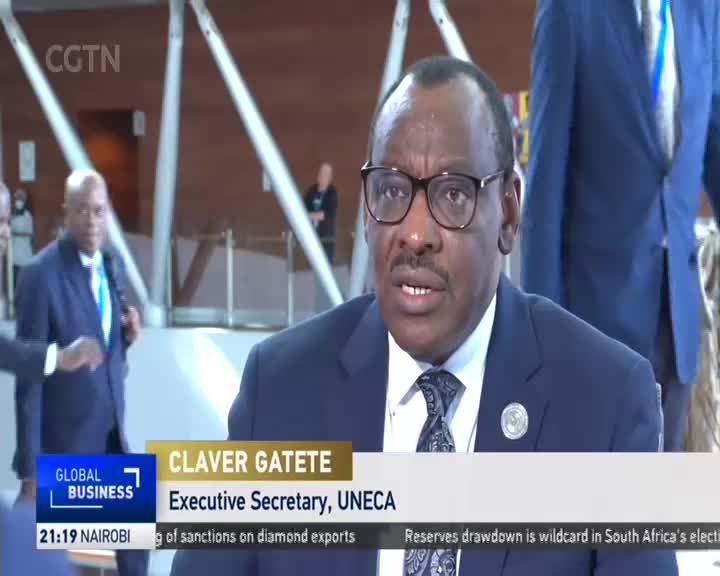 CGTN
CLAVER GATETE
GLOBAL
BUSINESS
Executive Secretary, UNECA
21:19 NAIROBI
g of sanctions on diamond exports Reserves drawdown is wildcard in South Africa's electi